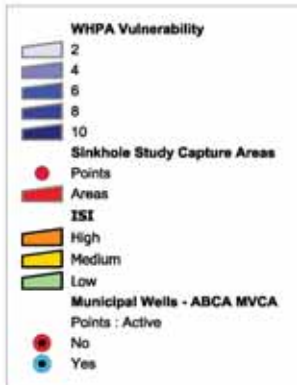 WHPA Vulnerability
2
4
6
8
10
Sinkhole Study Capture Areas
Points
Areas
ISI
High
Medium
Low
Municipal Wells - ABCA MVCA
Points : Active
No
Yes